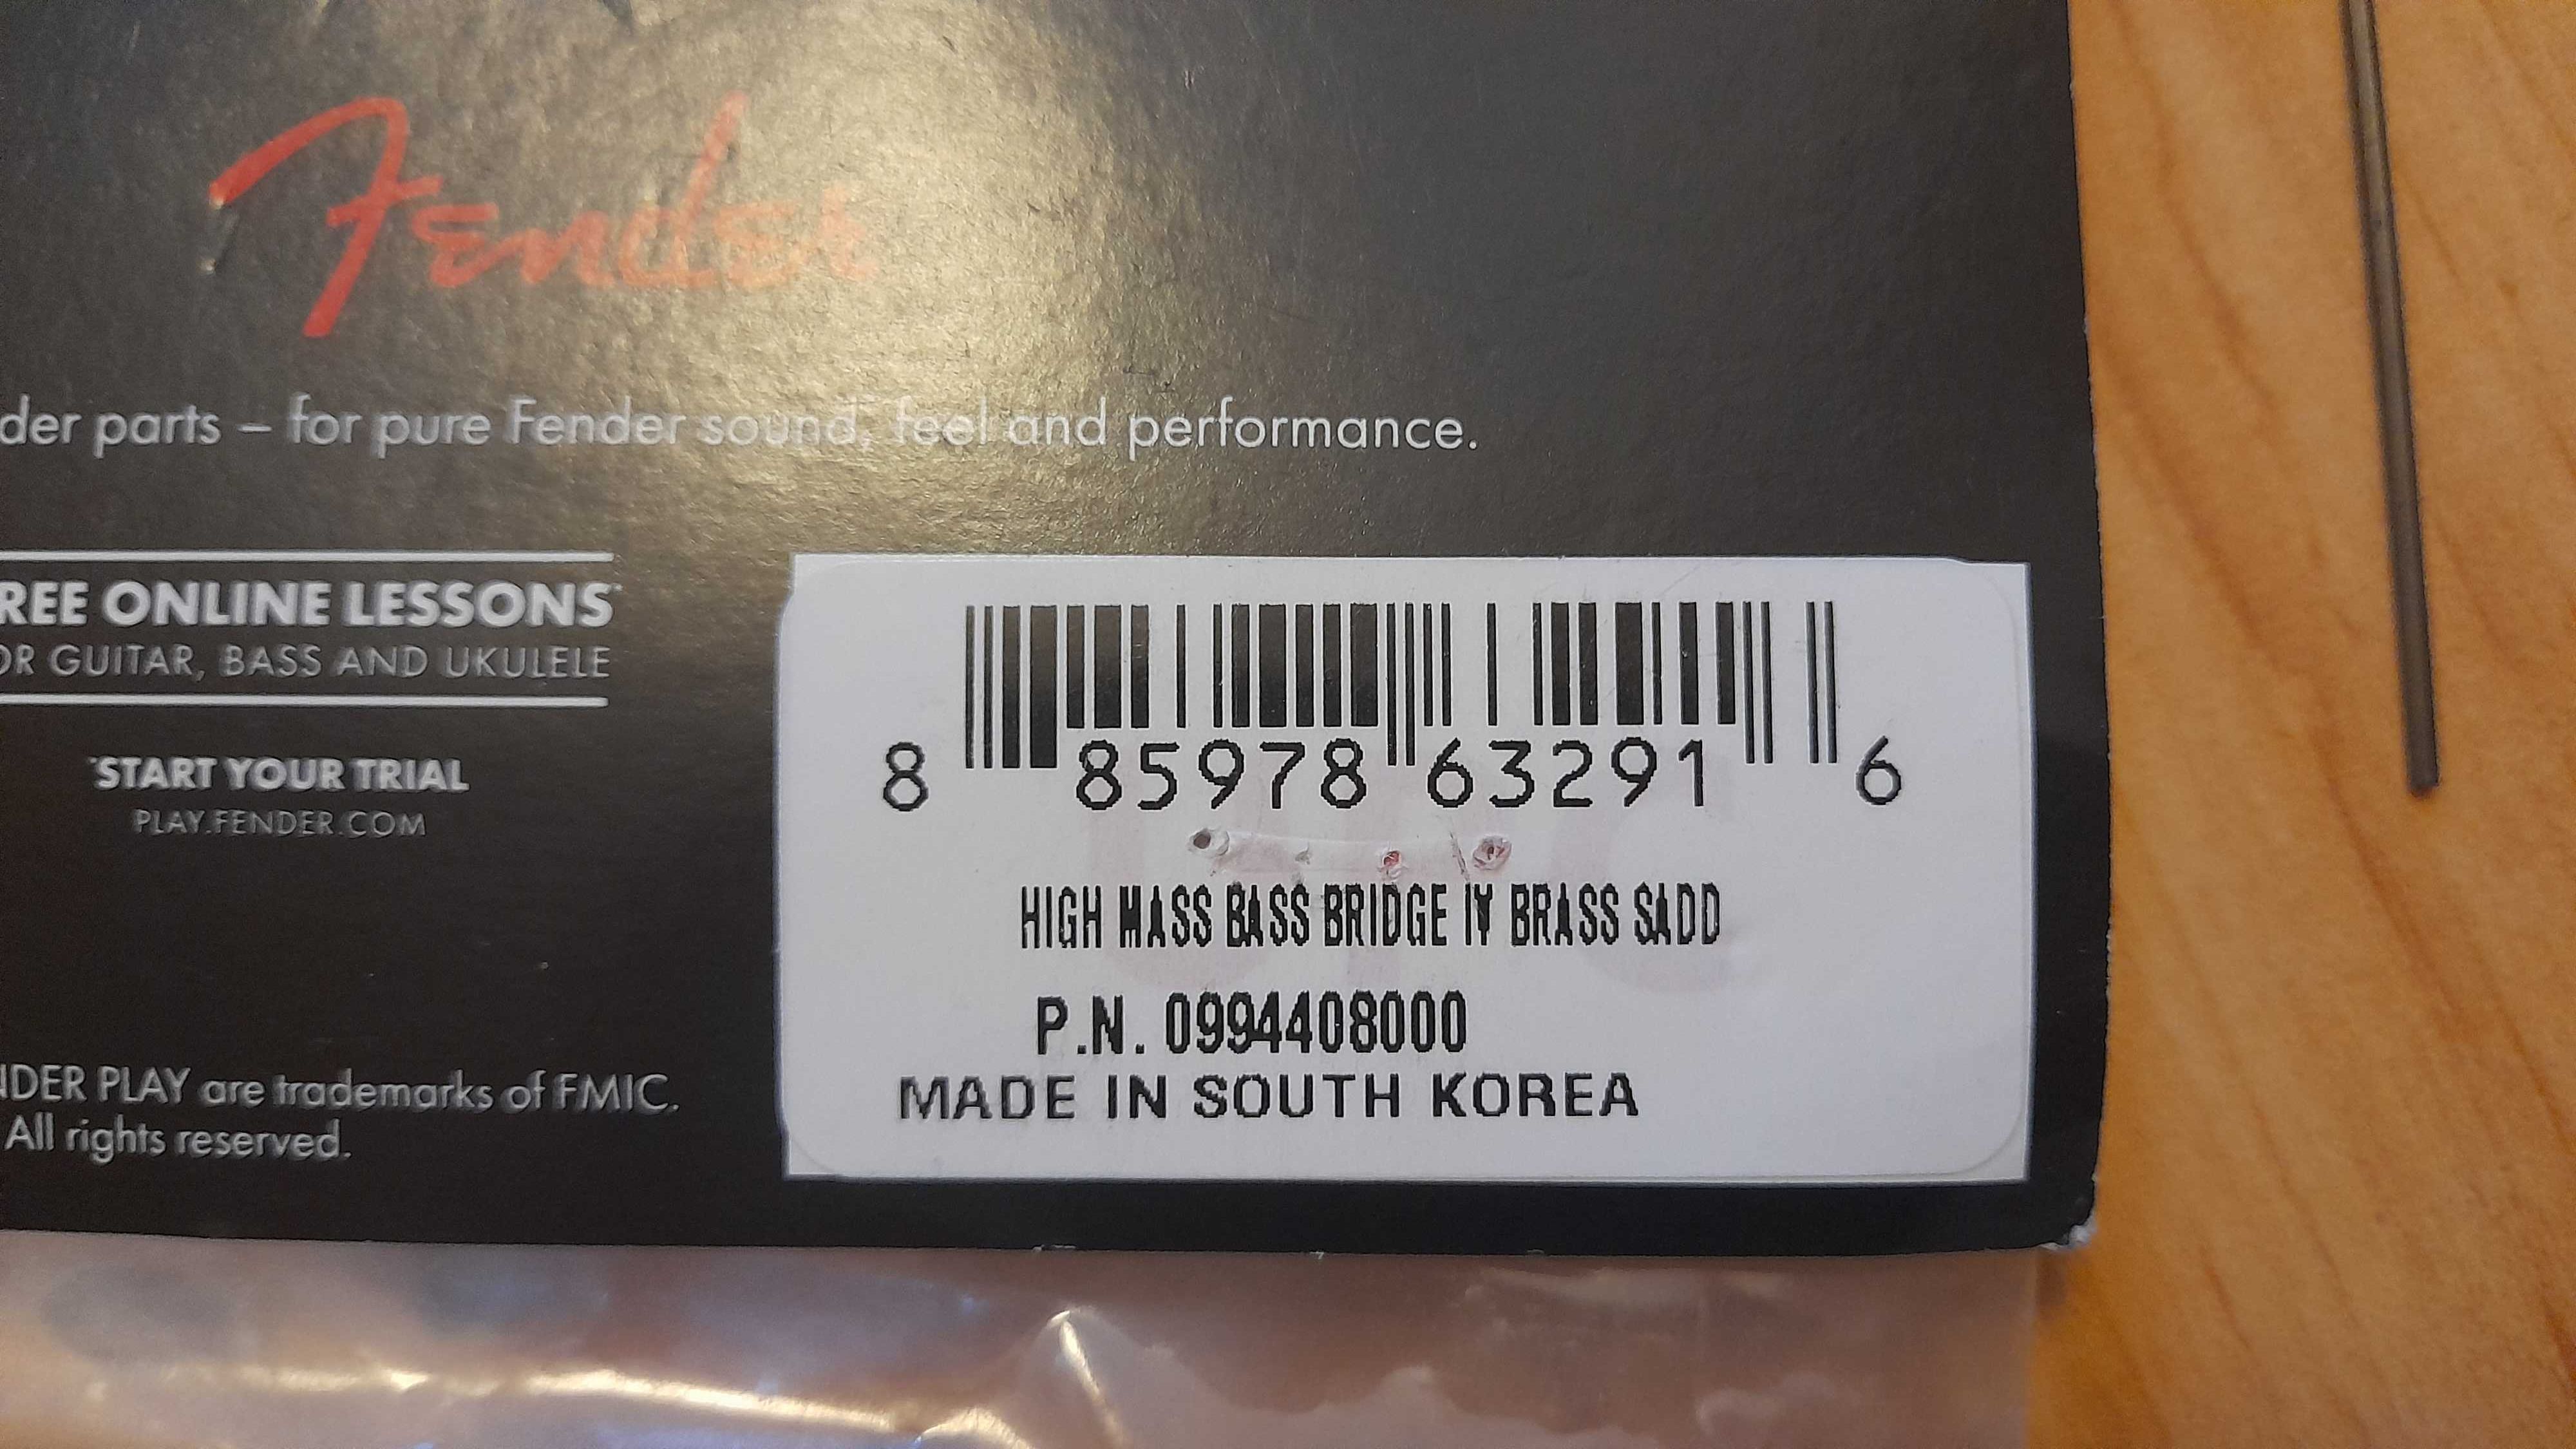 Fender
der parts – for pure Fender sound, feel and performance.
REE ONLINE LESSONS*
OR GUITAR, BASS AND UKULELE
*START YOUR TRIAL
PLAY.FENDER.COM
NDER PLAY are trademarks of FMIC.
All rights reserved.
8 85978 63291 6
HIGH MASS BASS BRIDGE IV BRASS SADD
P.N. 0994408000
MADE IN SOUTH KOREA